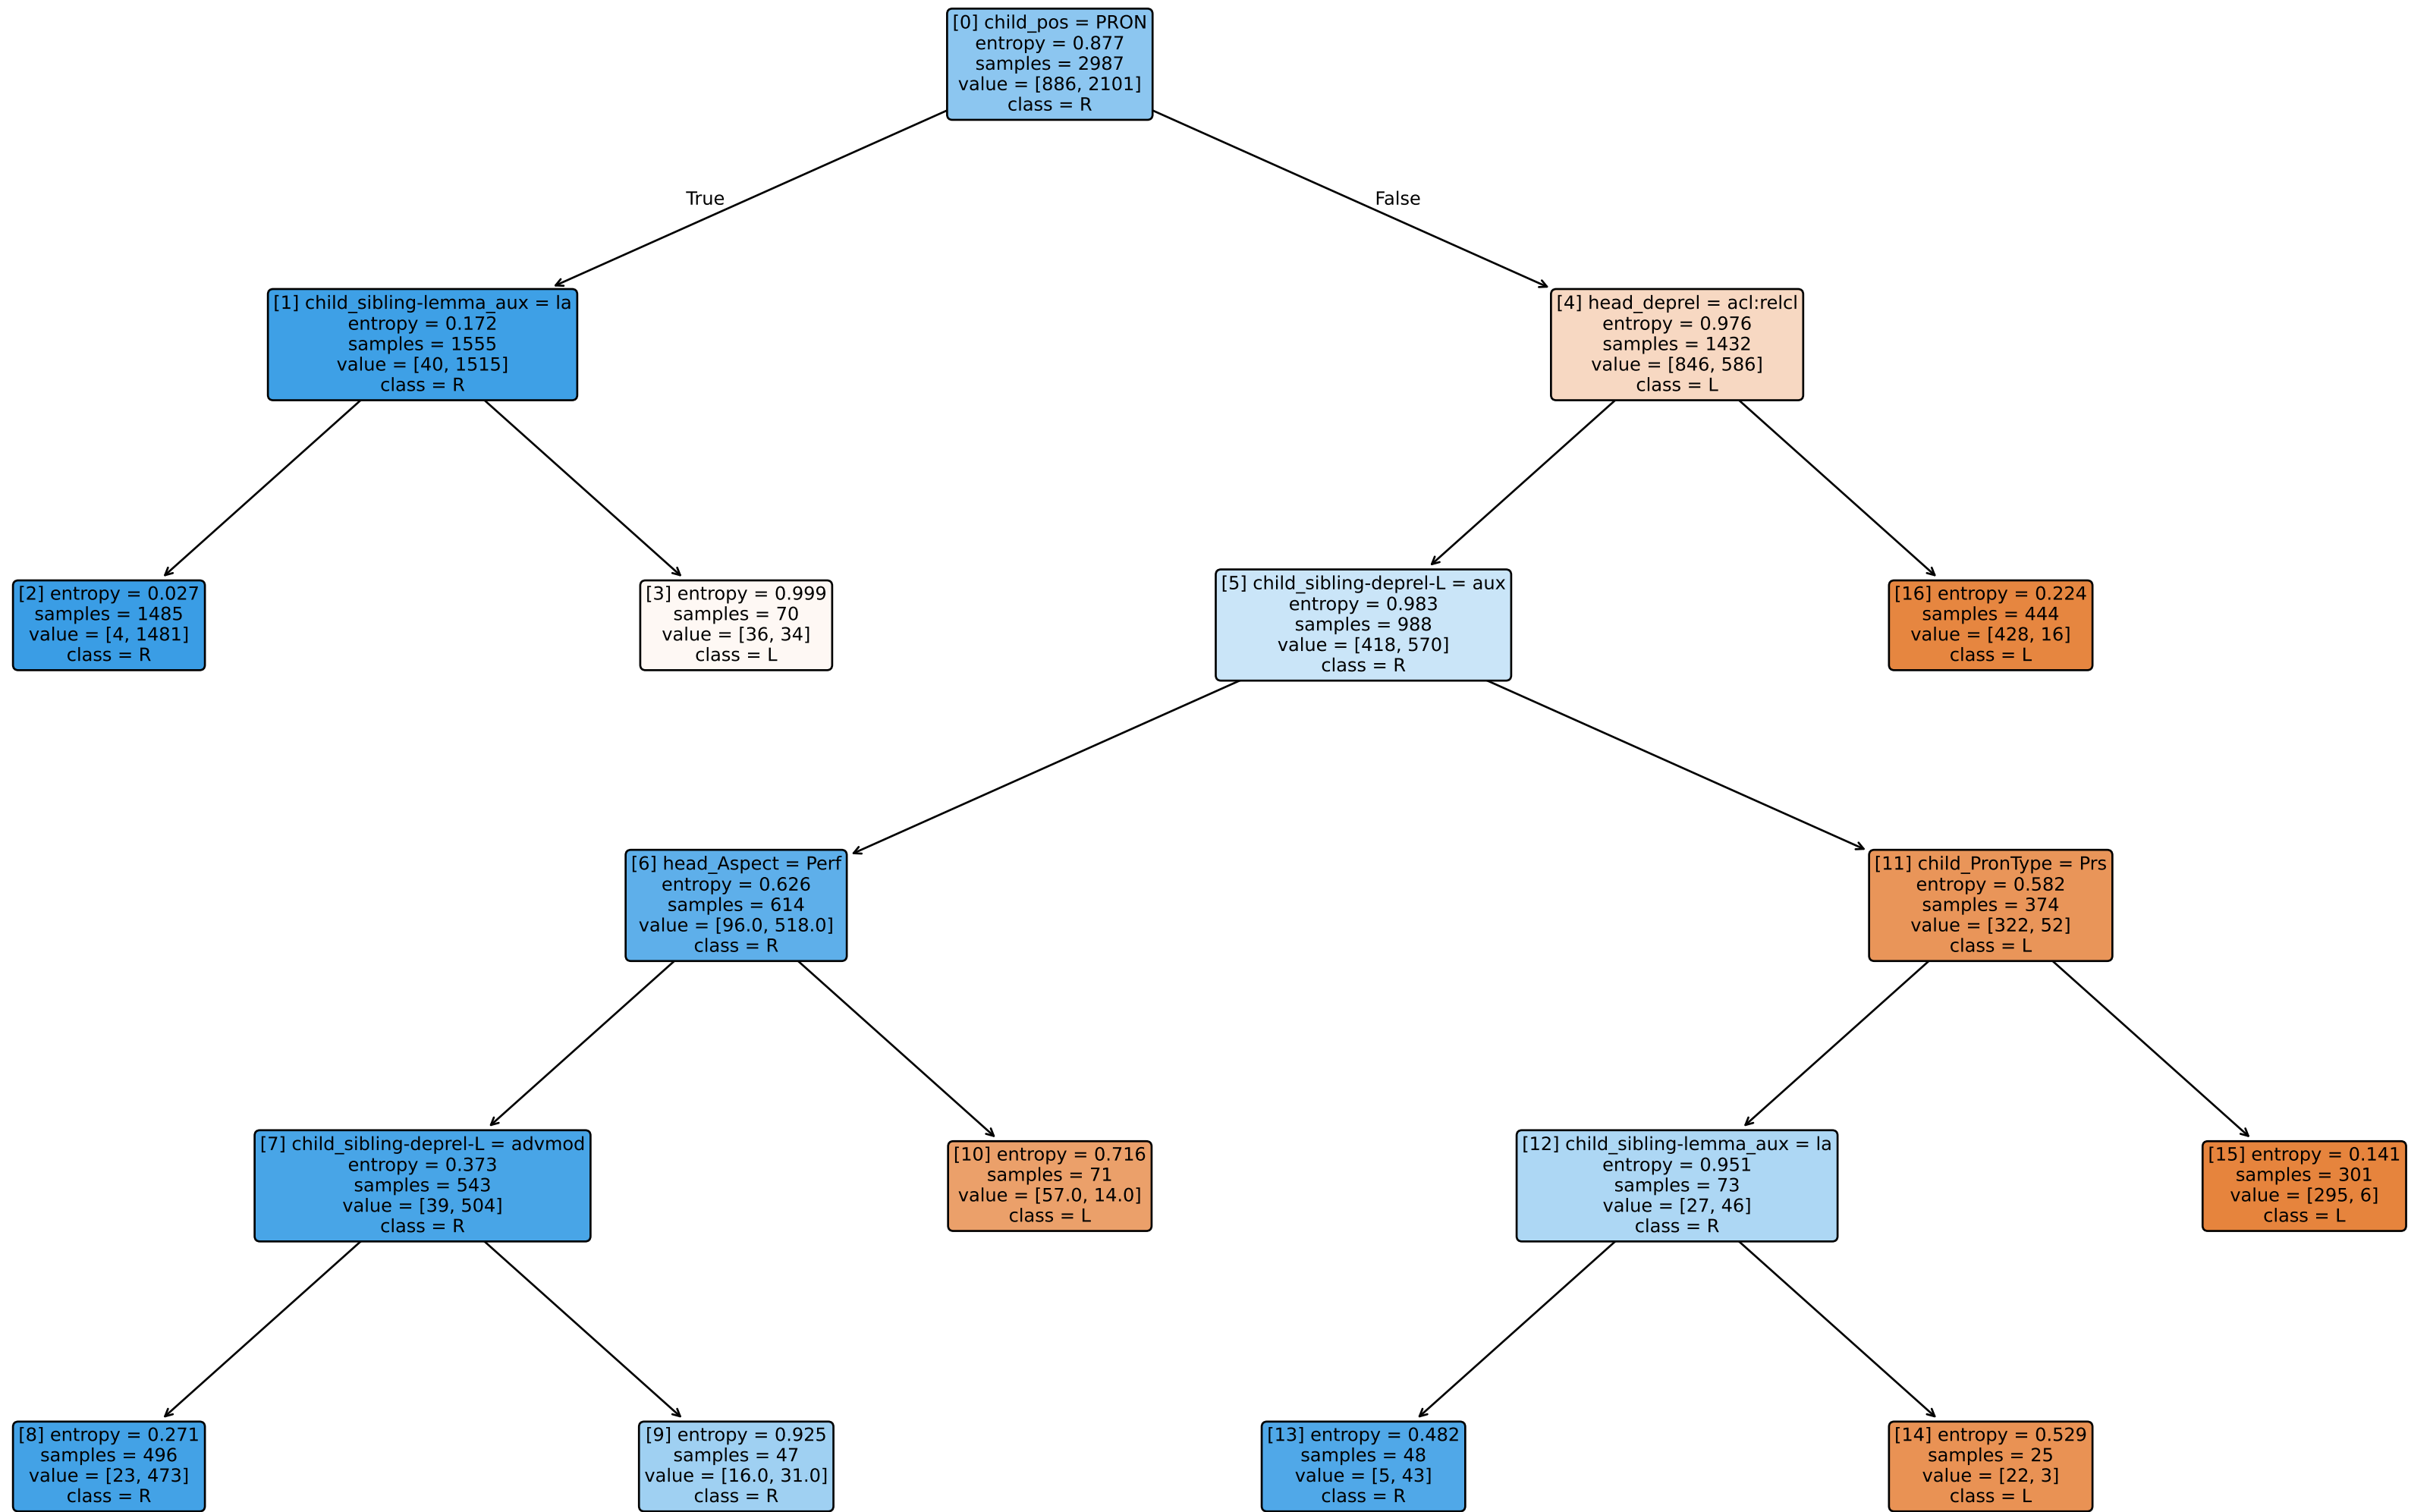 [0] child_pos = PRON
entropy = 0.877
samples = 2987
value = [886, 2101]
class = R
True
False
[1] child_sibling-lemma_aux = la
entropy = 0.172
samples = 1555
value = [40, 1515]
class = R
[4] head_deprel = acl:relcl
entropy = 0.976
samples = 1432
value = [846, 586]
class = L
[2] entropy = 0.027
samples = 1485
value = [4, 1481]
class = R
[3] entropy = 0.999
samples = 70
value = [36, 34]
class = L
[5] child_sibling-deprel-L = aux
entropy = 0.983
samples = 988
value = [418, 570]
class = R
[16] entropy = 0.224
samples = 444
value = [428, 16]
class = L
[6] head_Aspect = Perf
entropy = 0.626
samples = 614
value = [96.0, 518.0]
class = R
[11] child_PronType = Prs
entropy = 0.582
samples = 374
value = [322, 52]
class = L
[7] child_sibling-deprel-L = advmod
entropy = 0.373
samples = 543
value = [39, 504]
class = R
[10] entropy = 0.716
samples = 71
value = [57.0, 14.0]
class = L
[12] child_sibling-lemma_aux = la
entropy = 0.951
samples = 73
value = [27, 46]
class = R
[15] entropy = 0.141
samples = 301
value = [295, 6]
class = L
[8] entropy = 0.271
samples = 496
value = [23, 473]
class = R
[9] entropy = 0.925
samples = 47
value = [16.0, 31.0]
class = R
[13] entropy = 0.482
samples = 48
value = [5, 43]
class = R
[14] entropy = 0.529
samples = 25
value = [22, 3]
class = L